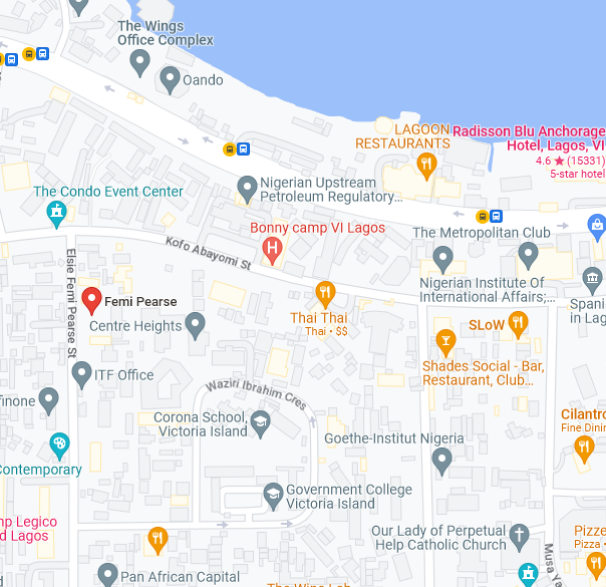 The Wings
Office Complex
Oando
LAGOON
RESTAURANTS
Radisson Blu Anchorage
Hotel, Lagos, VI
4.6 ★ (15331)
5-star hotel
Nigerian Upstream
Petroleum Regulatory...
The Condo Event Center
Bonny camp VI Lagos
H
The Metropolitan Club
Kofo Abayomi St
Elsie Femi Pearse St
Nigerian Institute Of
International Affairs;...
Spani
in Lag
Femi Pearse
Thai Thai
Thai • $$
Centre Heights
SLoW
Shades Social - Bar,
Restaurant, Club...
ITF Office
Waziri Ibrahim Cres
finone
Corona School,
Victoria Island
Cilantro
Fine Dinin
Goethe-Institut Nigeria
Contemporary
Government College
Victoria Island
mp Legico
d Lagos
Our Lady of Perpetual
Help Catholic Church
Pizze
Pizza •
Musa Y
Pan African Capital
The Wine Lab